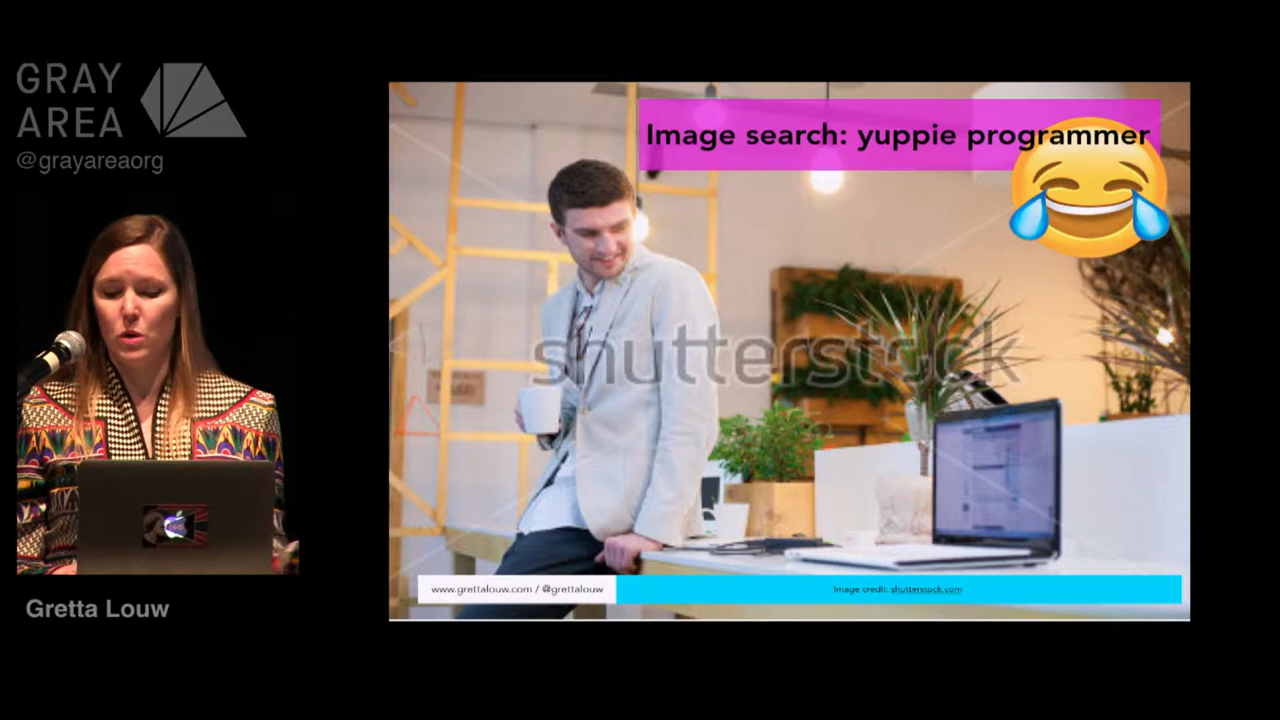 GRAY
AREA
@grayareaorg
Image search: yuppie programmer
shutterstock
www.grettalouw.com / @grettalouw
Image credit: shutterstock.com
Gretta Louw